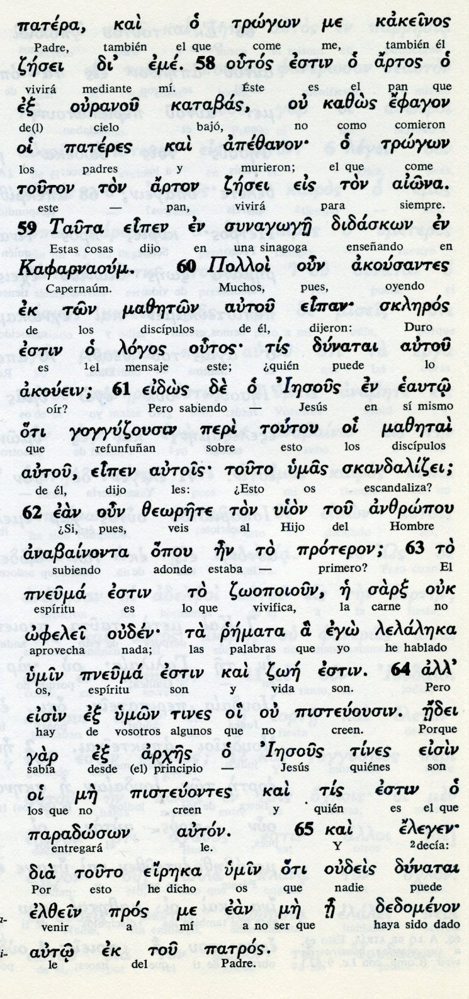 πατέρα, καὶ ὁ τρώγων με κἀκεῖνος
Padre, también el que come me, también él
ζήσει δι’ ἐμέ. 58 οὗτός ἐστιν ὁ ἄρτος ὁ
vivirá mediante mí. Éste es el pan que
ἐξ οὐρανοῦ καταβάς, οὐ καθὼς ἔφαγον
de(l) cielo bajó, no como comieron
οἱ πατέρες καὶ ἀπέθανον· ὁ τρώγων
los padres y murieron; el que come
τοῦτον τὸν ἄρτον ζήσει εἰς τὸν αἰῶνα.
este — pan, vivirá para siempre.
59 Ταῦτα εἶπεν ἐν συναγωγῇ διδάσκων ἐν
Estas cosas dijo en una sinagoga enseñando en
Καφαρναούμ. 60 Πολλοὶ οὖν ἀκούσαντες
Capernaúm. Muchos, pues, oyendo
ἐκ τῶν μαθητῶν αὐτοῦ εἶπαν· σκληρός
de los discípulos de él, dijeron: Duro
ἐστιν ὁ λόγος οὗτος· τίς δύναται αὐτοῦ
es 1el mensaje este; ¿quién puede lo
ἀκούειν; 61 εἰδὼς δὲ ὁ Ἰησοῦς ἐν ἑαυτῷ
oír? Pero sabiendo — Jesús en sí mismo
ὅτι γογγύζουσιν περὶ τούτου οἱ μαθηταὶ
que refunfuñan sobre esto los discípulos
αὐτοῦ, εἶπεν αὐτοῖς· τοῦτο ὑμᾶς σκανδαλίζει;
de él, dijo les: ¿Esto os escandaliza?
62 ἐὰν οὖν θεωρῆτε τὸν υἱὸν τοῦ ἀνθρώπου
¿Si, pues, veis al Hijo del Hombre
ἀναβαίνοντα ὅπου ἦν τὸ πρότερον; 63 τὸ
subiendo adonde estaba — primero? El
πνεῦμά ἐστιν τὸ ζωοποιοῦν, ἡ σὰρξ οὐκ
espíritu es lo que vivifica, la carne no
ὠφελεῖ οὐδέν· τὰ ῥήματα ἃ ἐγὼ λελάληκα
aprovecha nada; las palabras que yo he hablado
ὑμῖν πνεῦμά ἐστιν καὶ ζωή ἐστιν. 64 ἀλλ’
os, espíritu son y vida son. Pero
εἰσὶν ἐξ ὑμῶν τινες οἳ οὐ πιστεύουσιν. ᾔδει
hay de vosotros algunos que no creen. Porque
γὰρ ἐξ ἀρχῆς ὁ Ἰησοῦς τίνες εἰσὶν
sabía desde (el) principio — Jesús quiénes son
οἱ μὴ πιστεύοντες καὶ τίς ἐστιν ὁ
los que no creen y quién es el que
παραδώσων αὐτόν. 65 καὶ ἔλεγεν·
entregará le. Y 2decía:
διὰ τοῦτο εἴρηκα ὑμῖν ὅτι οὐδεὶς δύναται
Por esto he dicho os que nadie puede
ἐλθεῖν πρός με ἐὰν μὴ ᾖ δεδομένον
venir a mí a no ser que haya sido dado
αὐτῷ ἐκ τοῦ πατρός.
le del Padre.